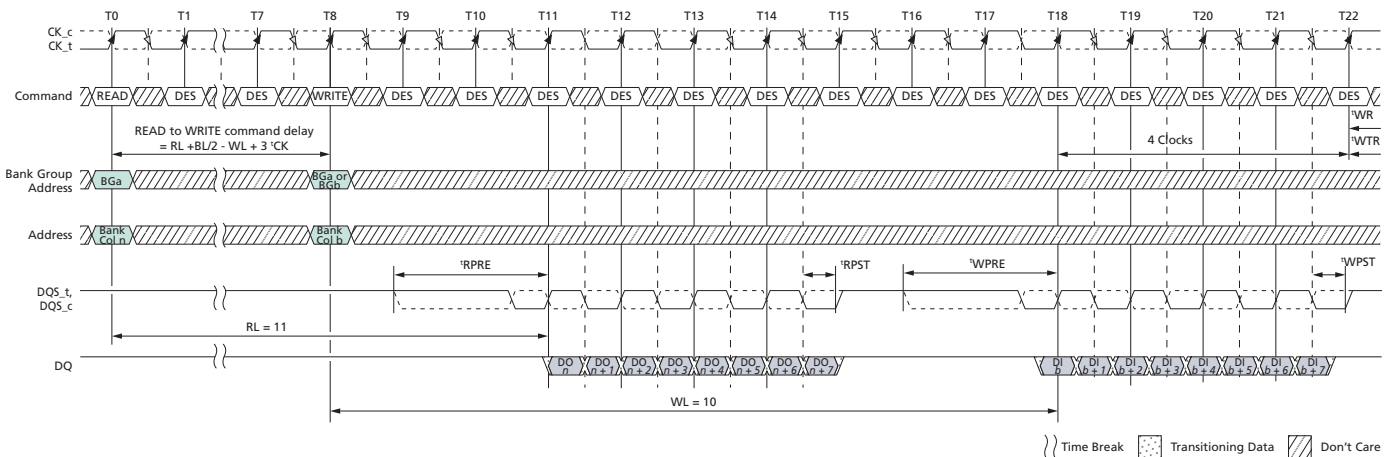 T0 T1 T7 T8 T9 T10 T11 T12 T13 T14 T15 T16 T17 T18 T19 T20 T21 T22
CK_c
CK_t
Command READ DES DES WRITE DES DES DES DES DES DES DES DES DES DES DES DES DES DES
READ to WRITE command delay
= RL +BL/2 - WL + 3 tCK
4 Clocks
tWR
tWTR
Bank Group
Address
BGa
BGa or
BGb
Address
Bank
Col n
Bank
Col b
tRPRE tRPST tWPRE tWPST
DQS_t,
DQS_c
RL = 11
DQ
DO
n
DO
n + 1
DO
n + 2
DO
n + 3
DO
n + 4
DO
n + 5
DO
n + 6
DO
n + 7
DI
b
DI
b + 1
DI
b + 2
DI
b + 3
DI
b + 4
DI
b + 5
DI
b + 6
DI
b + 7
WL = 10
Time Break Transitioning Data Don't Care